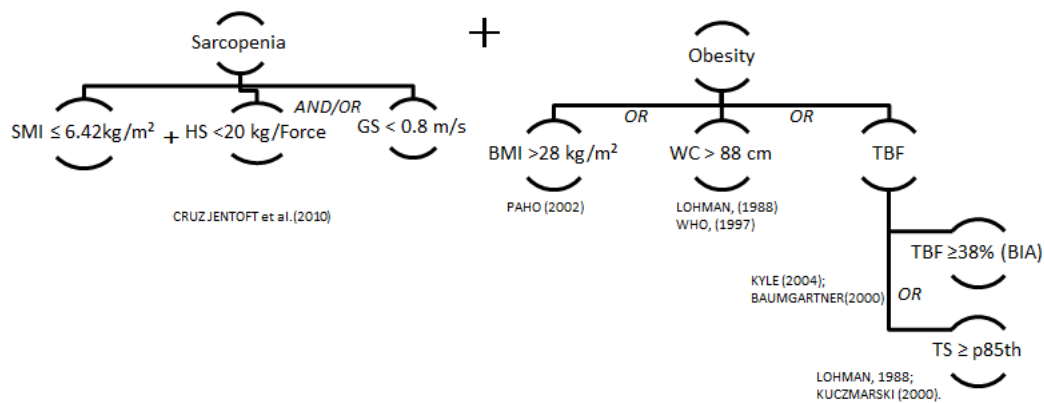 Sarcopenia
+
Obesity
AND/OR
SMI ≤ 6.42kg/m²
+ HS <20 kg/Force
GS < 0.8 m/s
OR
OR
BMI >28 kg/m²
WC > 88 cm
TBF
CRUZ JENTOFT et al.(2010)
PAHO (2002)
LOHMAN, (1988)
WHO, (1997)
TBF ≥38% (BIA)
KYLE (2004);
BAUMGARTNER(2000)
OR
TS ≥ p85th
LOHMAN, 1988;
KUCZMARSKI (2000).